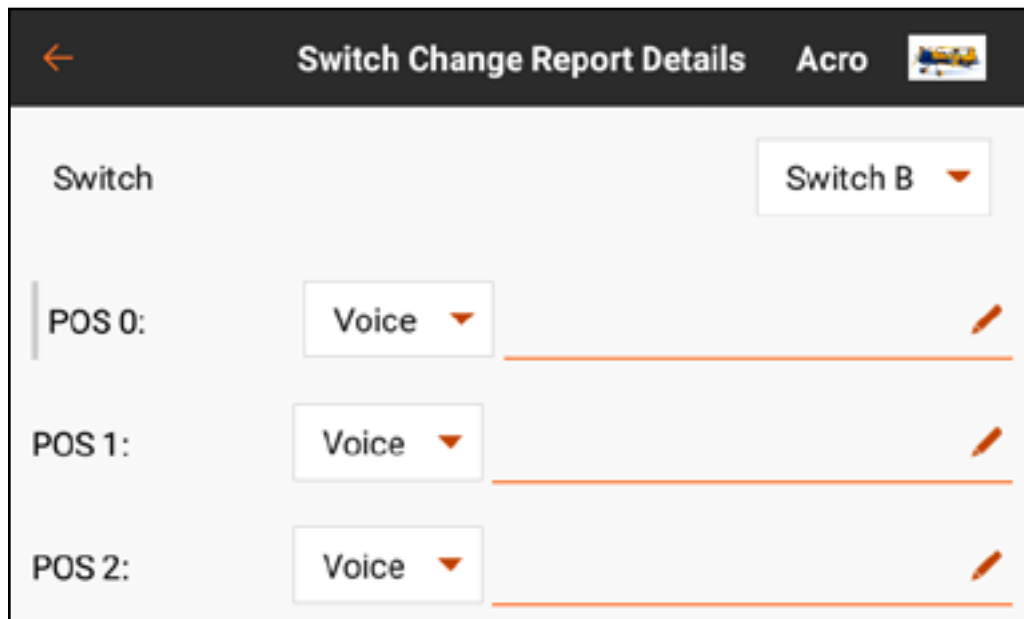 Switch Change Report Details Acro
Switch Switch B
POS 0: Voice
POS 1: Voice
POS 2: Voice